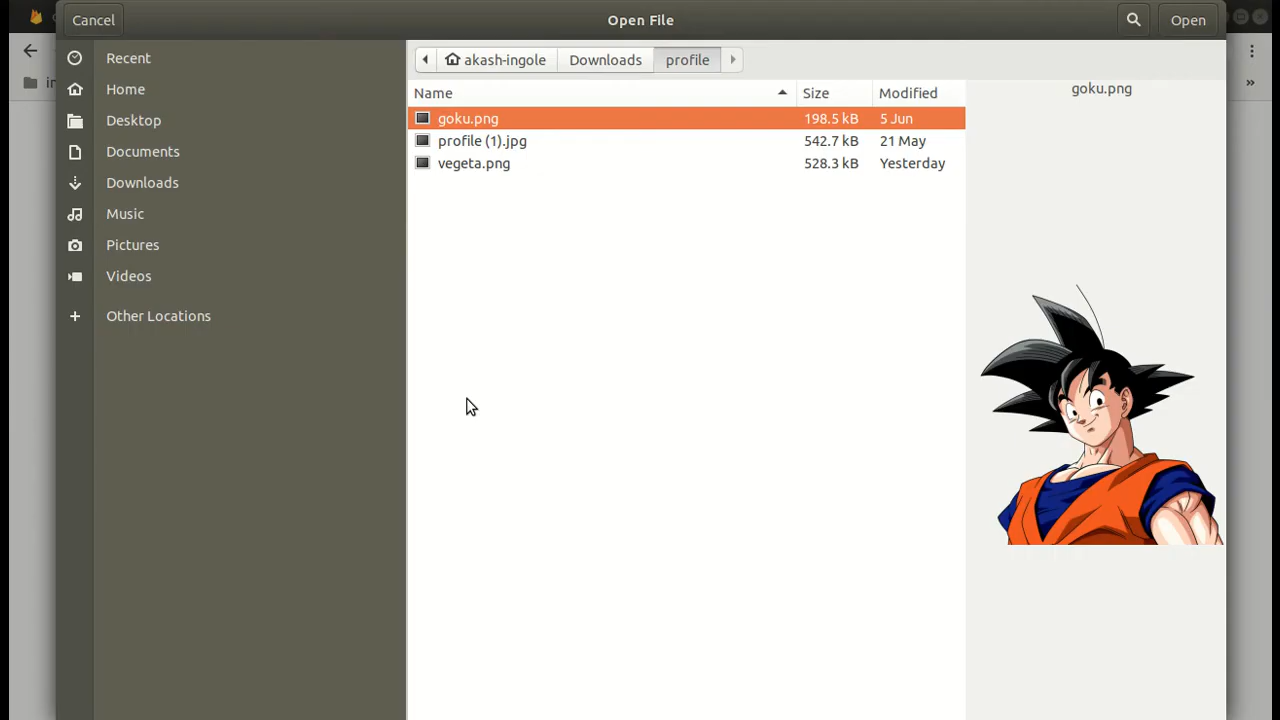 Cancel
Open File
Open
Recent
Home
Desktop
Documents
Downloads
Music
Pictures
Videos
Other Locations
akash-ingole Downloads profile
Name Size Modified
goku.png 198.5 kB 5 Jun
profile (1).jpg 542.7 kB 21 May
vegeta.png 528.3 kB Yesterday
goku.png